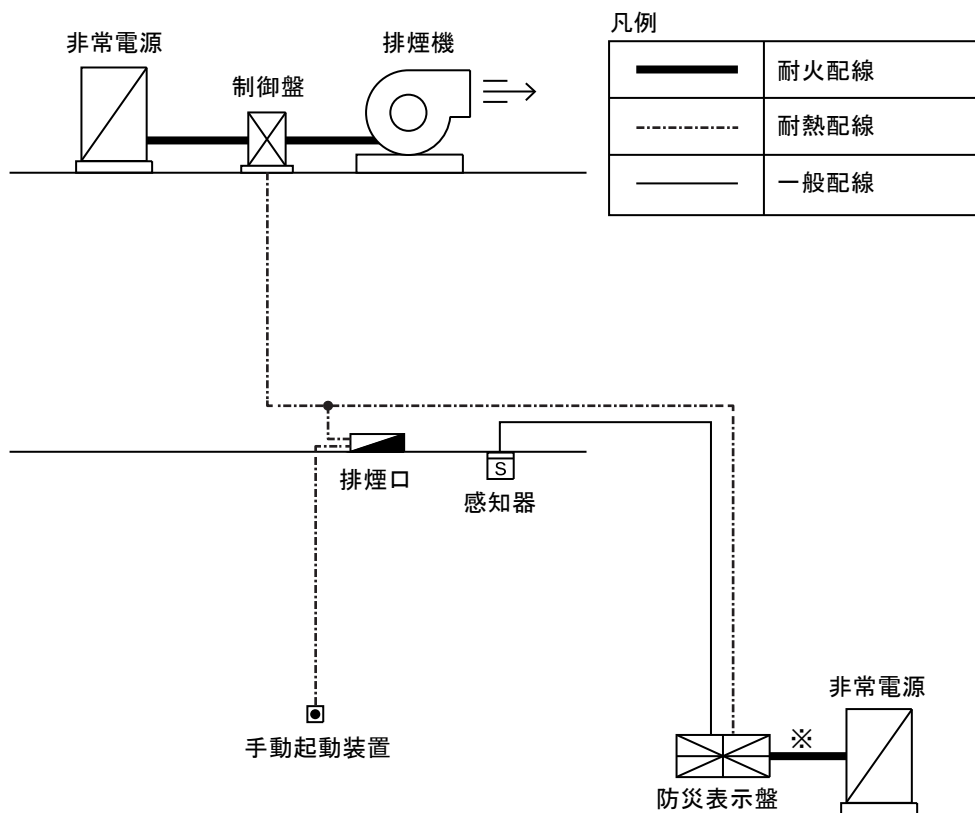 非常電源
制御盤
排煙機
凡例
耐火配線
耐熱配線
一般配線
排煙口
S
感知器
手動起動装置
※
非常電源
防災表示盤